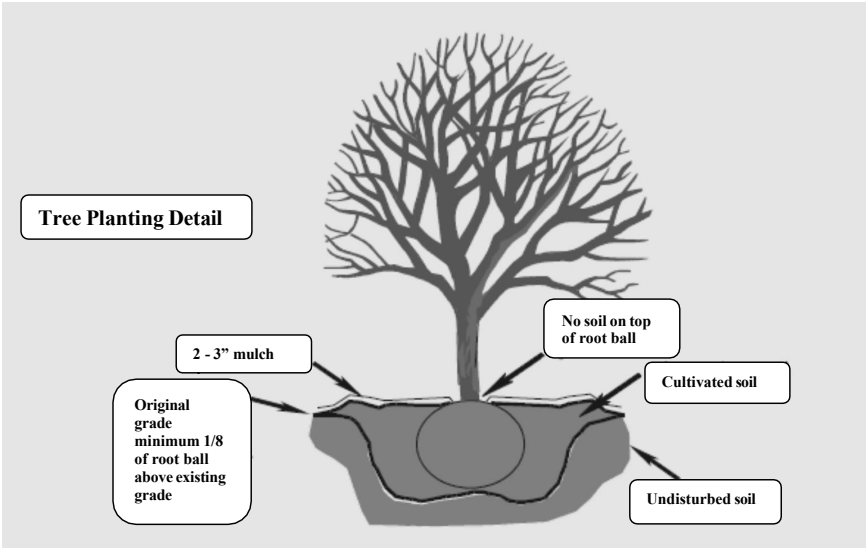 Tree Planting Detail
No soil on top
of root ball
2 - 3” mulch
Cultivated soil
Original
grade
minimum 1/8
of root ball
above existing
grade
Undisturbed soil